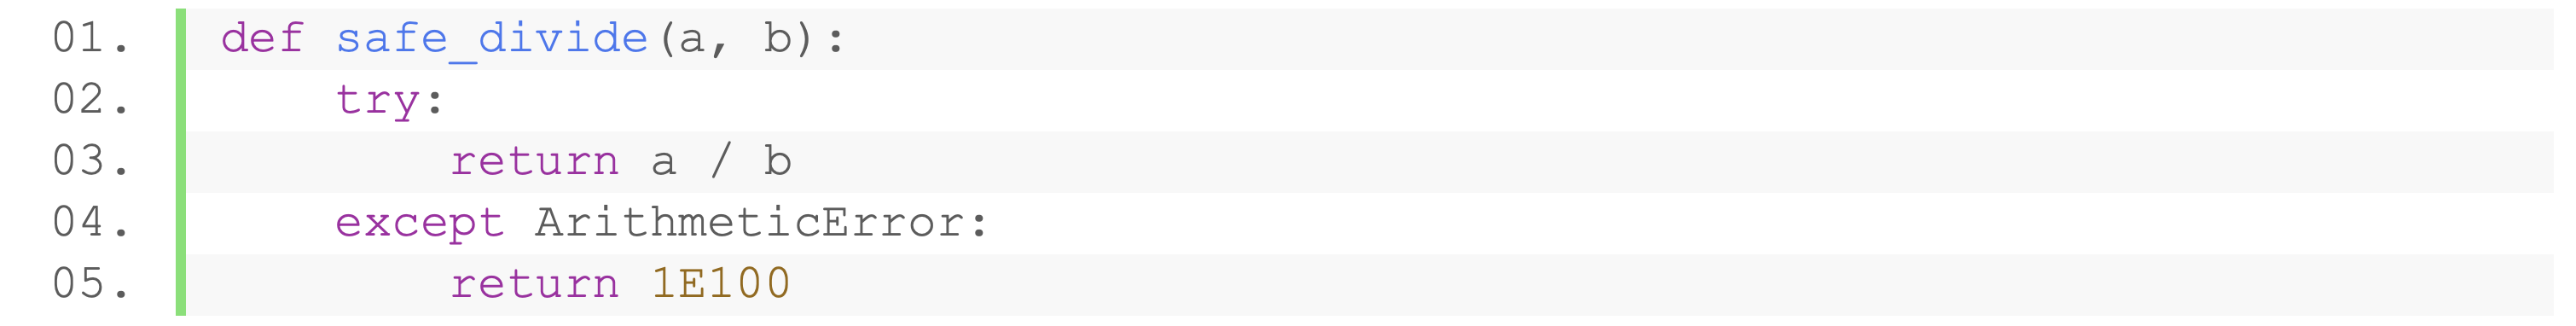 01. def safe_divide(a, b):
02.     try:
03.         return a / b
04.     except ArithmeticError:
05.         return 1E100